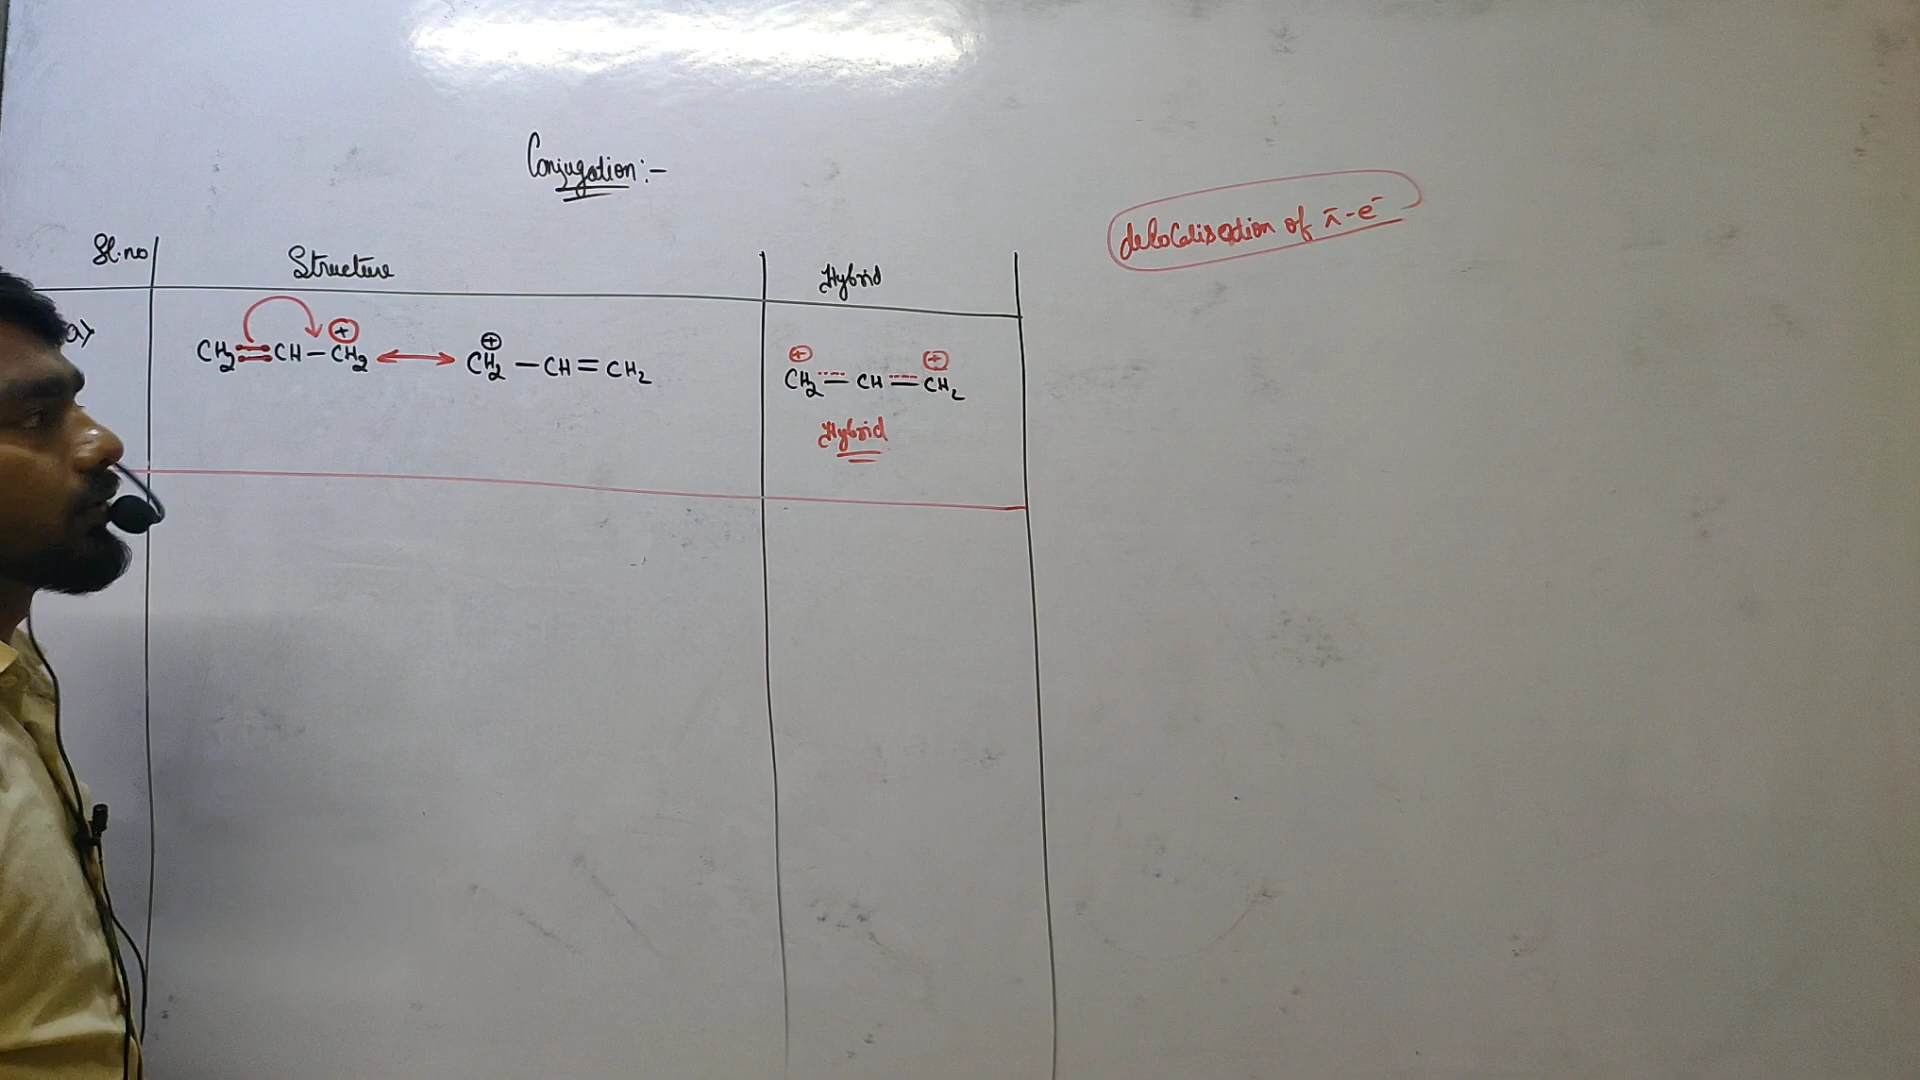 Conjugation:-
delocalisation of π-e⁻
Sl.no Structure Hybrid
a) CH₂=CH-CH₂⊕ ↔ ⊕CH₂-CH=CH₂ ⊕CH₂=CH=CH₂⊕
Hybrid